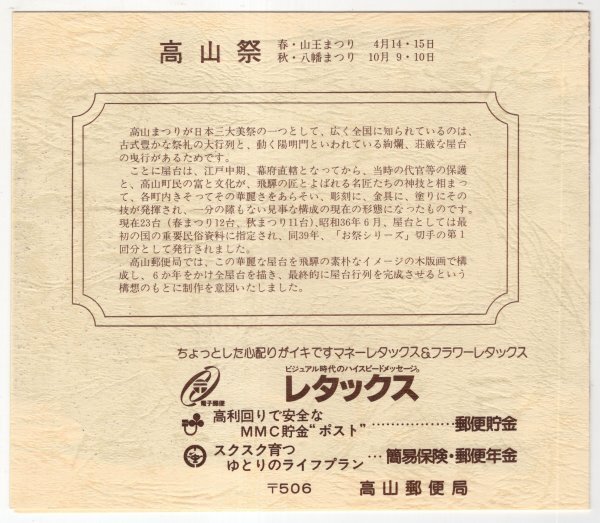 高山祭
春・山王まつり　4月14・15日
秋・八幡まつり　10月9・10日
高山まつりが日本三大美祭の一つとして、広く全国に知られているのは、
古式豊かな祭礼の大行列と、動く陽明門といわれている絢爛、荘厳な屋台
の曳行があるためです。
ことに屋台は、江戸中期、幕府直轄となってから、当時の代官等の保護
と、高山町民の富と文化が、飛騨の匠とよばれる名匠たちの神技と相まっ
て、各町内きそってその華麗さをあらそい、彫刻に、金具に、塗りにその
技が発揮され、一分の隙もない見事な構成の現在の形態になったものです。
現在23台（春まつり12台、秋まつり11台）、昭和36年6月、屋台としては最
初の国の重要民俗資料に指定され、同39年、「お祭シリーズ」切手の第1
回分として発行されました。
高山郵便局では、この華麗な屋台を飛騨の素朴なイメージの木版画で構
成し、6か年をかけ全屋台を描き、最終的に屋台行列を完成させるという
構想のもとに制作を意図いたしました。
ちょっとした心配りがイキですマネーレタックス&フラワーレタックス
ビジュアル時代のハイスピードメッセージ。
電子郵便
レタックス
高利回りで安全な
MMC貯金"ポスト"………………郵便貯金
スクスク育つ
ゆとりのライフプラン…簡易保険・郵便年金
〒506　高山郵便局